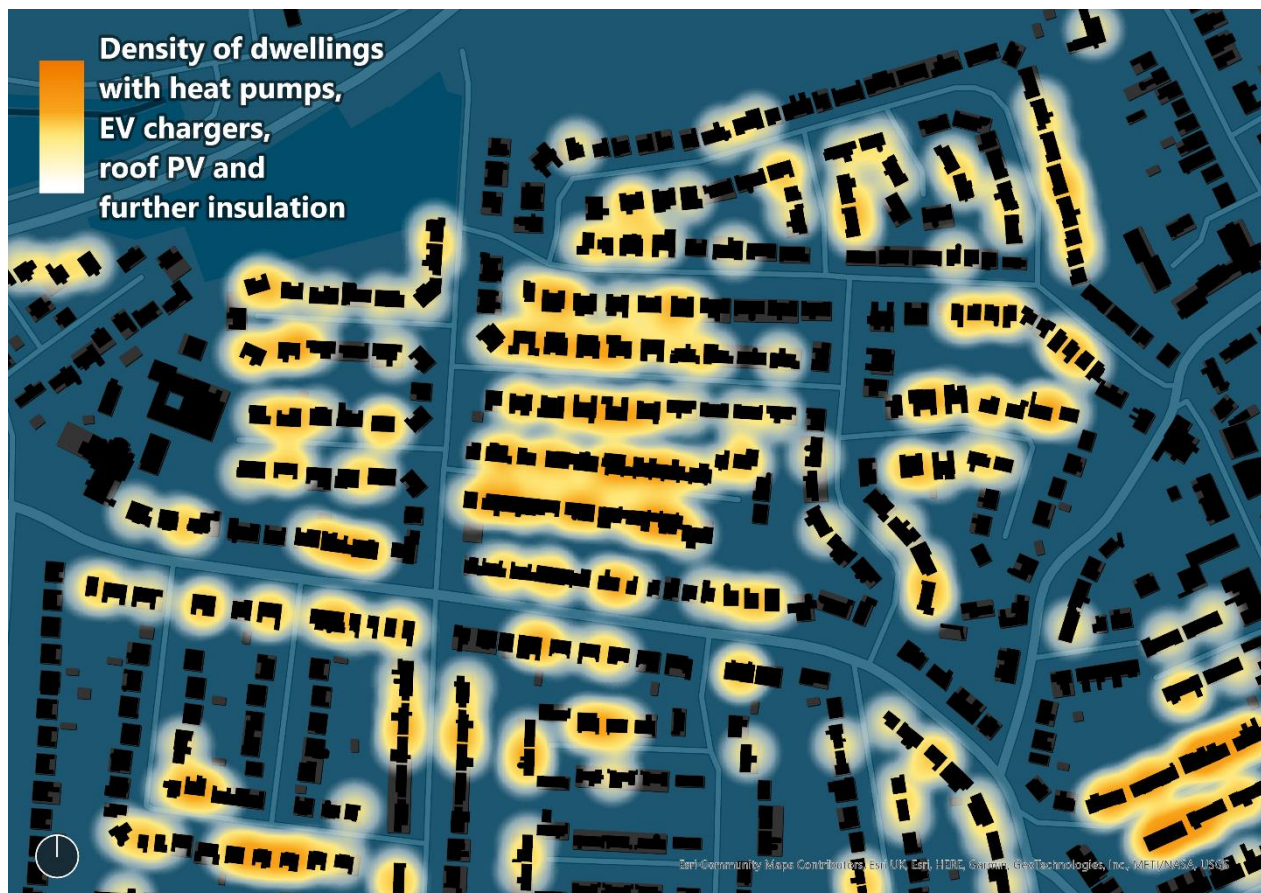 Density of dwellings
with heat pumps,
EV chargers,
roof PV and
further insulation
Esri Community Maps Contributors, Esri UK, Esri, HERE, Garmin, GeoTechnologies, Inc., METI/NASA, USGS